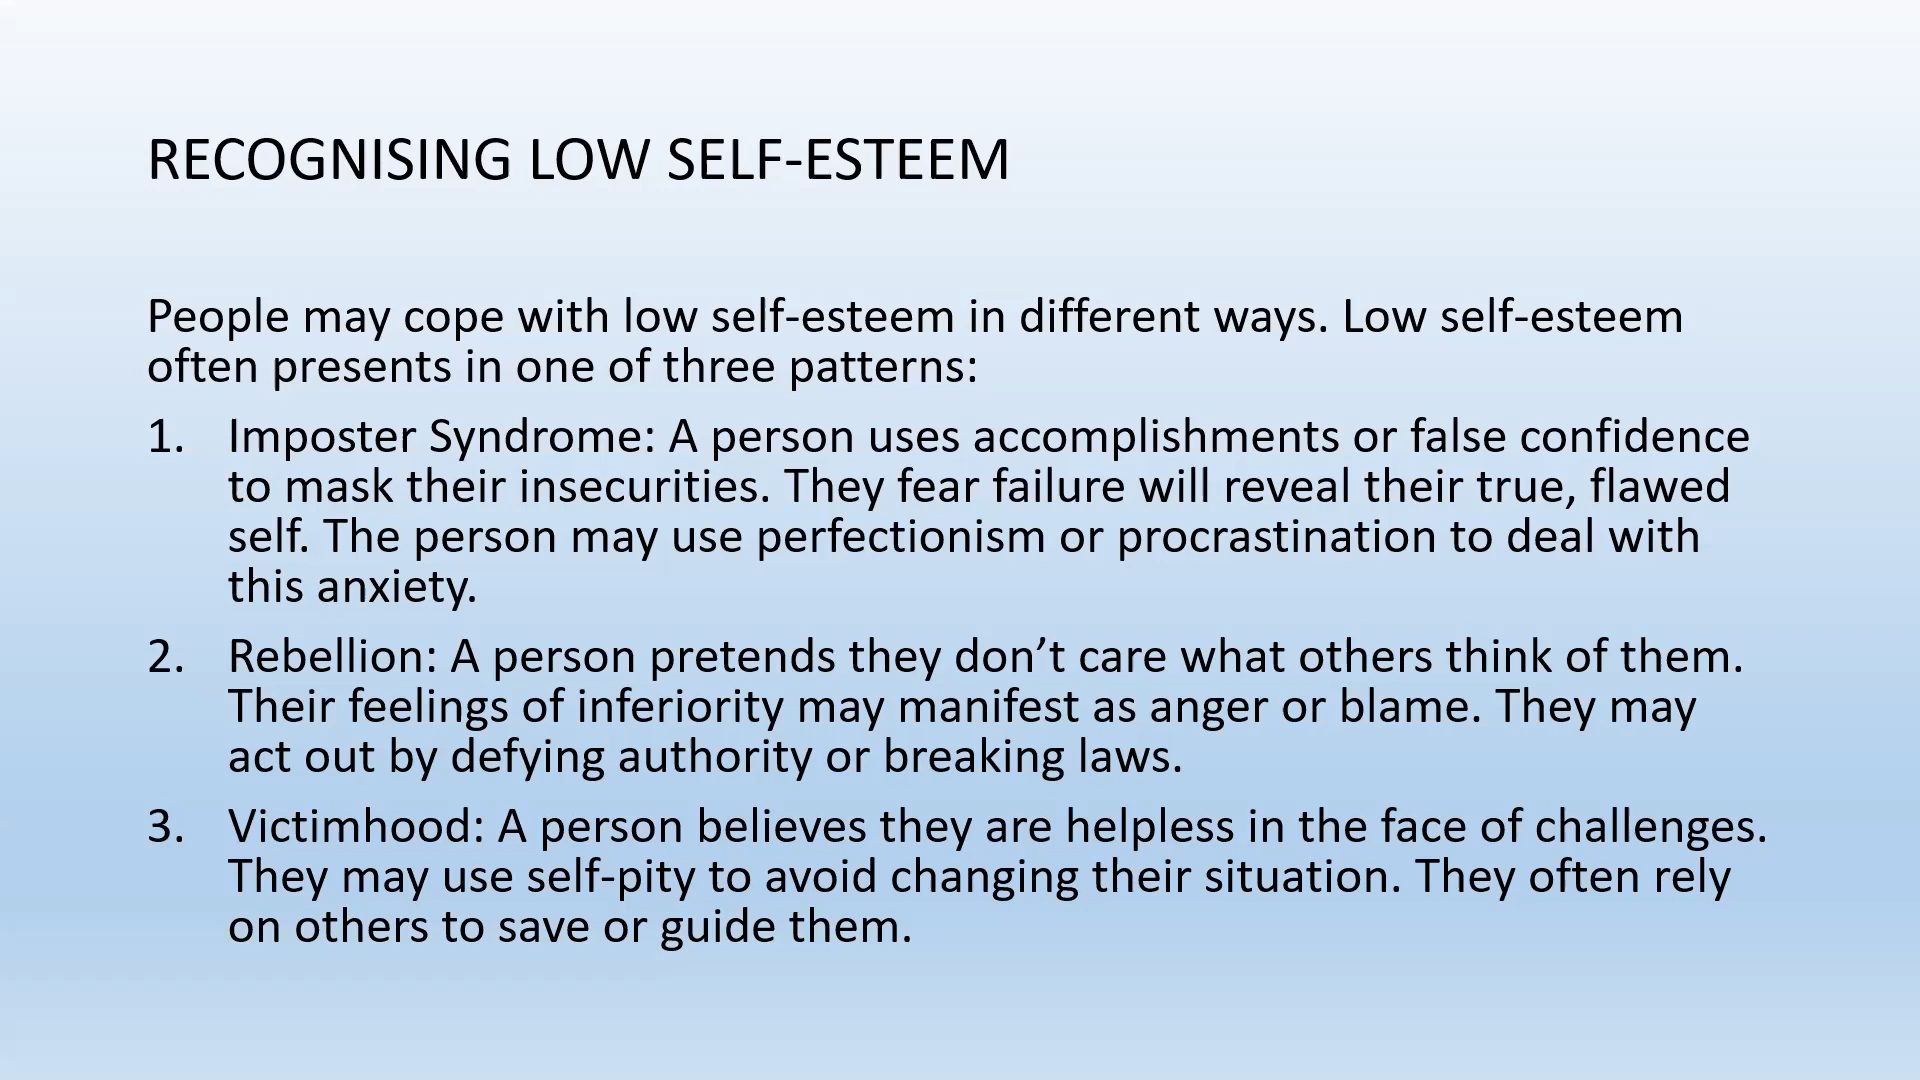 RECOGNISING LOW SELF-ESTEEM
People may cope with low self-esteem in different ways. Low self-esteem
often presents in one of three patterns:
1. Imposter Syndrome: A person uses accomplishments or false confidence
to mask their insecurities. They fear failure will reveal their true, flawed
self. The person may use perfectionism or procrastination to deal with
this anxiety.
2. Rebellion: A person pretends they don’t care what others think of them.
Their feelings of inferiority may manifest as anger or blame. They may
act out by defying authority or breaking laws.
3. Victimhood: A person believes they are helpless in the face of challenges.
They may use self-pity to avoid changing their situation. They often rely
on others to save or guide them.